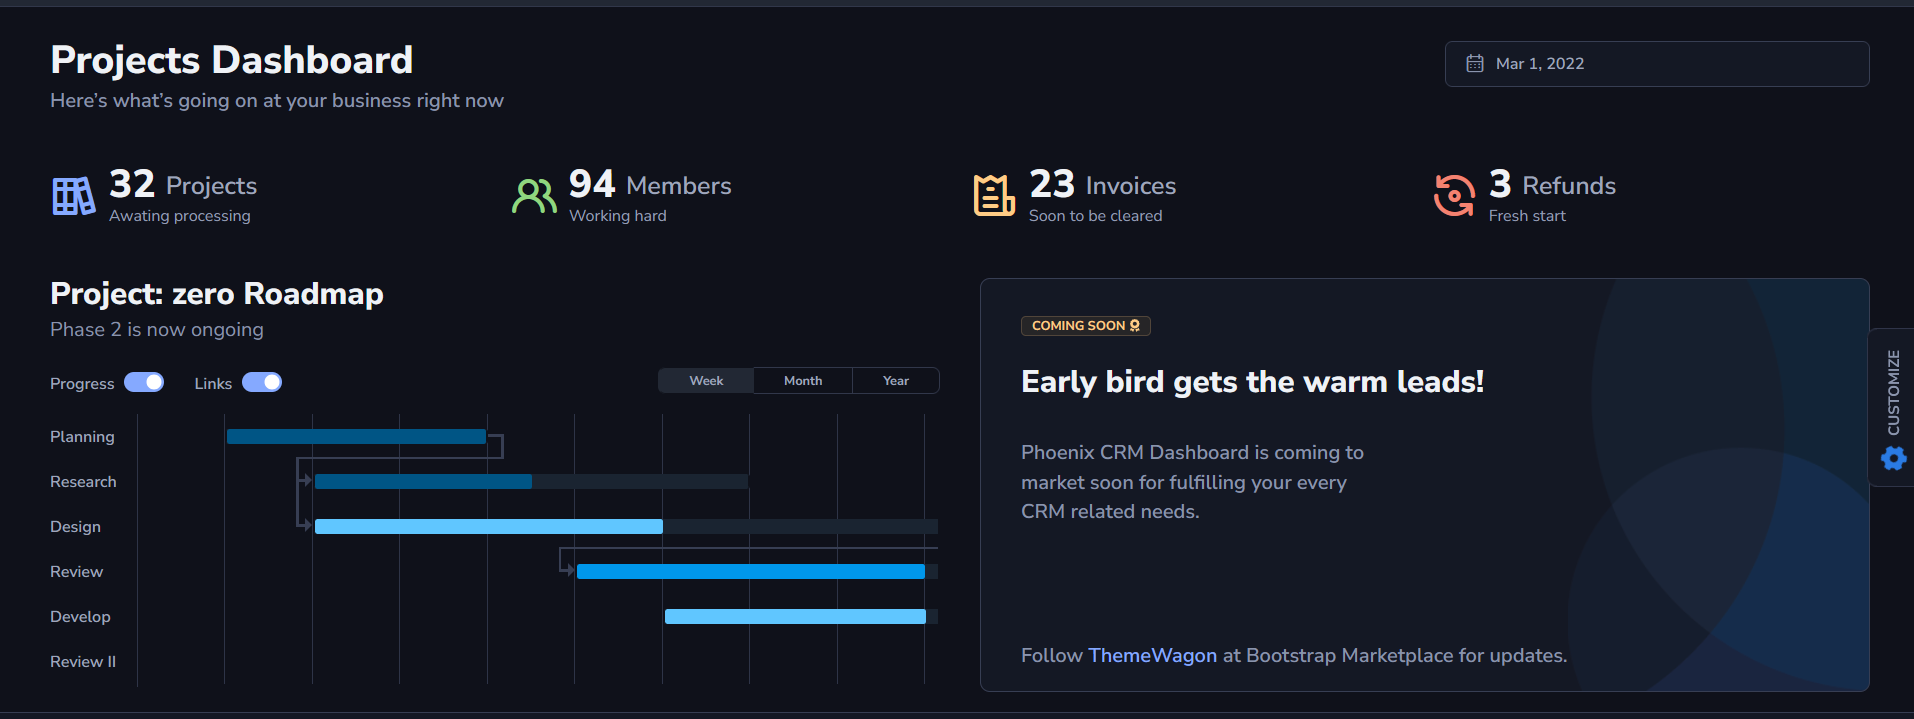 Projects Dashboard
Here’s what’s going on at your business right now
Mar 1, 2022
32 Projects
Awating processing
94 Members
Working hard
23 Invoices
Soon to be cleared
3 Refunds
Fresh start
Project: zero Roadmap
Phase 2 is now ongoing
Progress
Links
Week
Month
Year
Planning
Research
Design
Review
Develop
Review II
COMING SOON
Early bird gets the warm leads!
Phoenix CRM Dashboard is coming to
market soon for fulfilling your every
CRM related needs.
Follow ThemeWagon at Bootstrap Marketplace for updates.
CUSTOMIZE